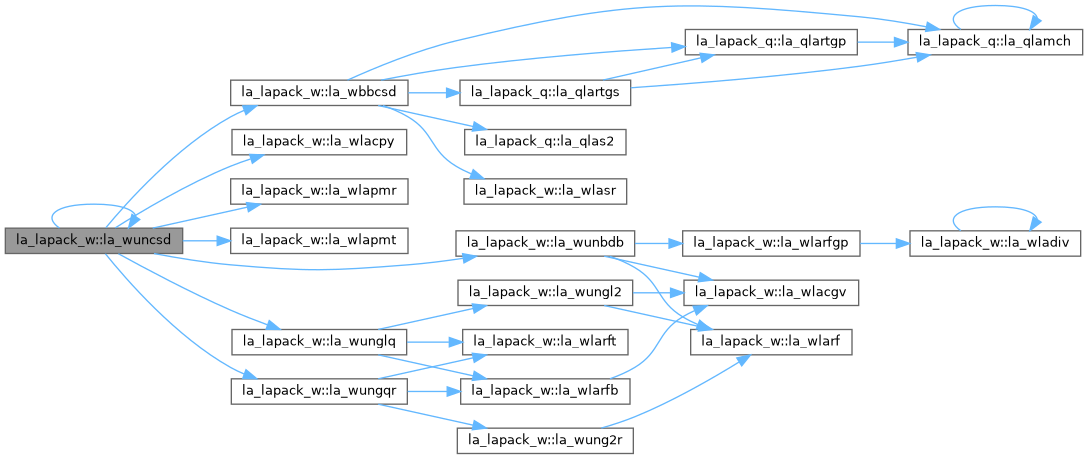 la_lapack_w::la_wuncsd
la_lapack_w::la_wbbcsd
la_lapack_w::la_wlacpy
la_lapack_w::la_wlapmr
la_lapack_w::la_wlapmt
la_lapack_w::la_wunglq
la_lapack_w::la_wungqr
la_lapack_q::la_qlartgs
la_lapack_q::la_qlas2
la_lapack_w::la_wlasr
la_lapack_w::la_wunbdb
la_lapack_w::la_wungl2
la_lapack_w::la_wlarft
la_lapack_w::la_wlarfb
la_lapack_w::la_wung2r
la_lapack_q::la_qlartgp
la_lapack_w::la_wlarfgp
la_lapack_w::la_wlacgv
la_lapack_w::la_wlarf
la_lapack_q::la_qlamch
la_lapack_w::la_wladiv